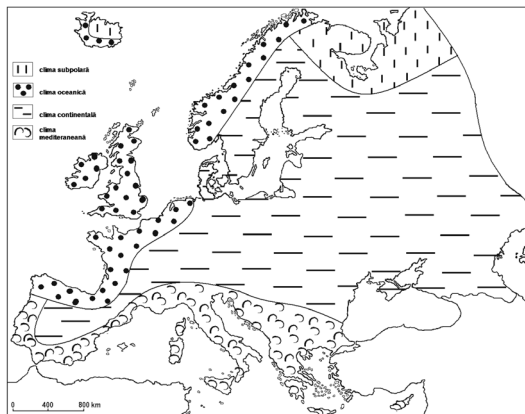 clima subpolară
clima oceanică
clima continentală
clima
mediteraneană
0 400 800 km